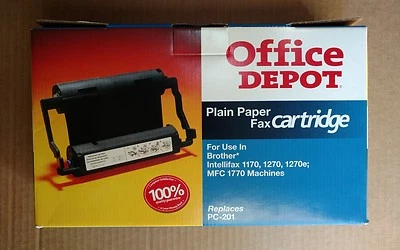 Office
DEPOT
Plain Paper
Fax cartridge
For Use In
Brother*
Intellifax 1170, 1270, 1270e;
MFC 1770 Machines
100%
Replaces
PC-201